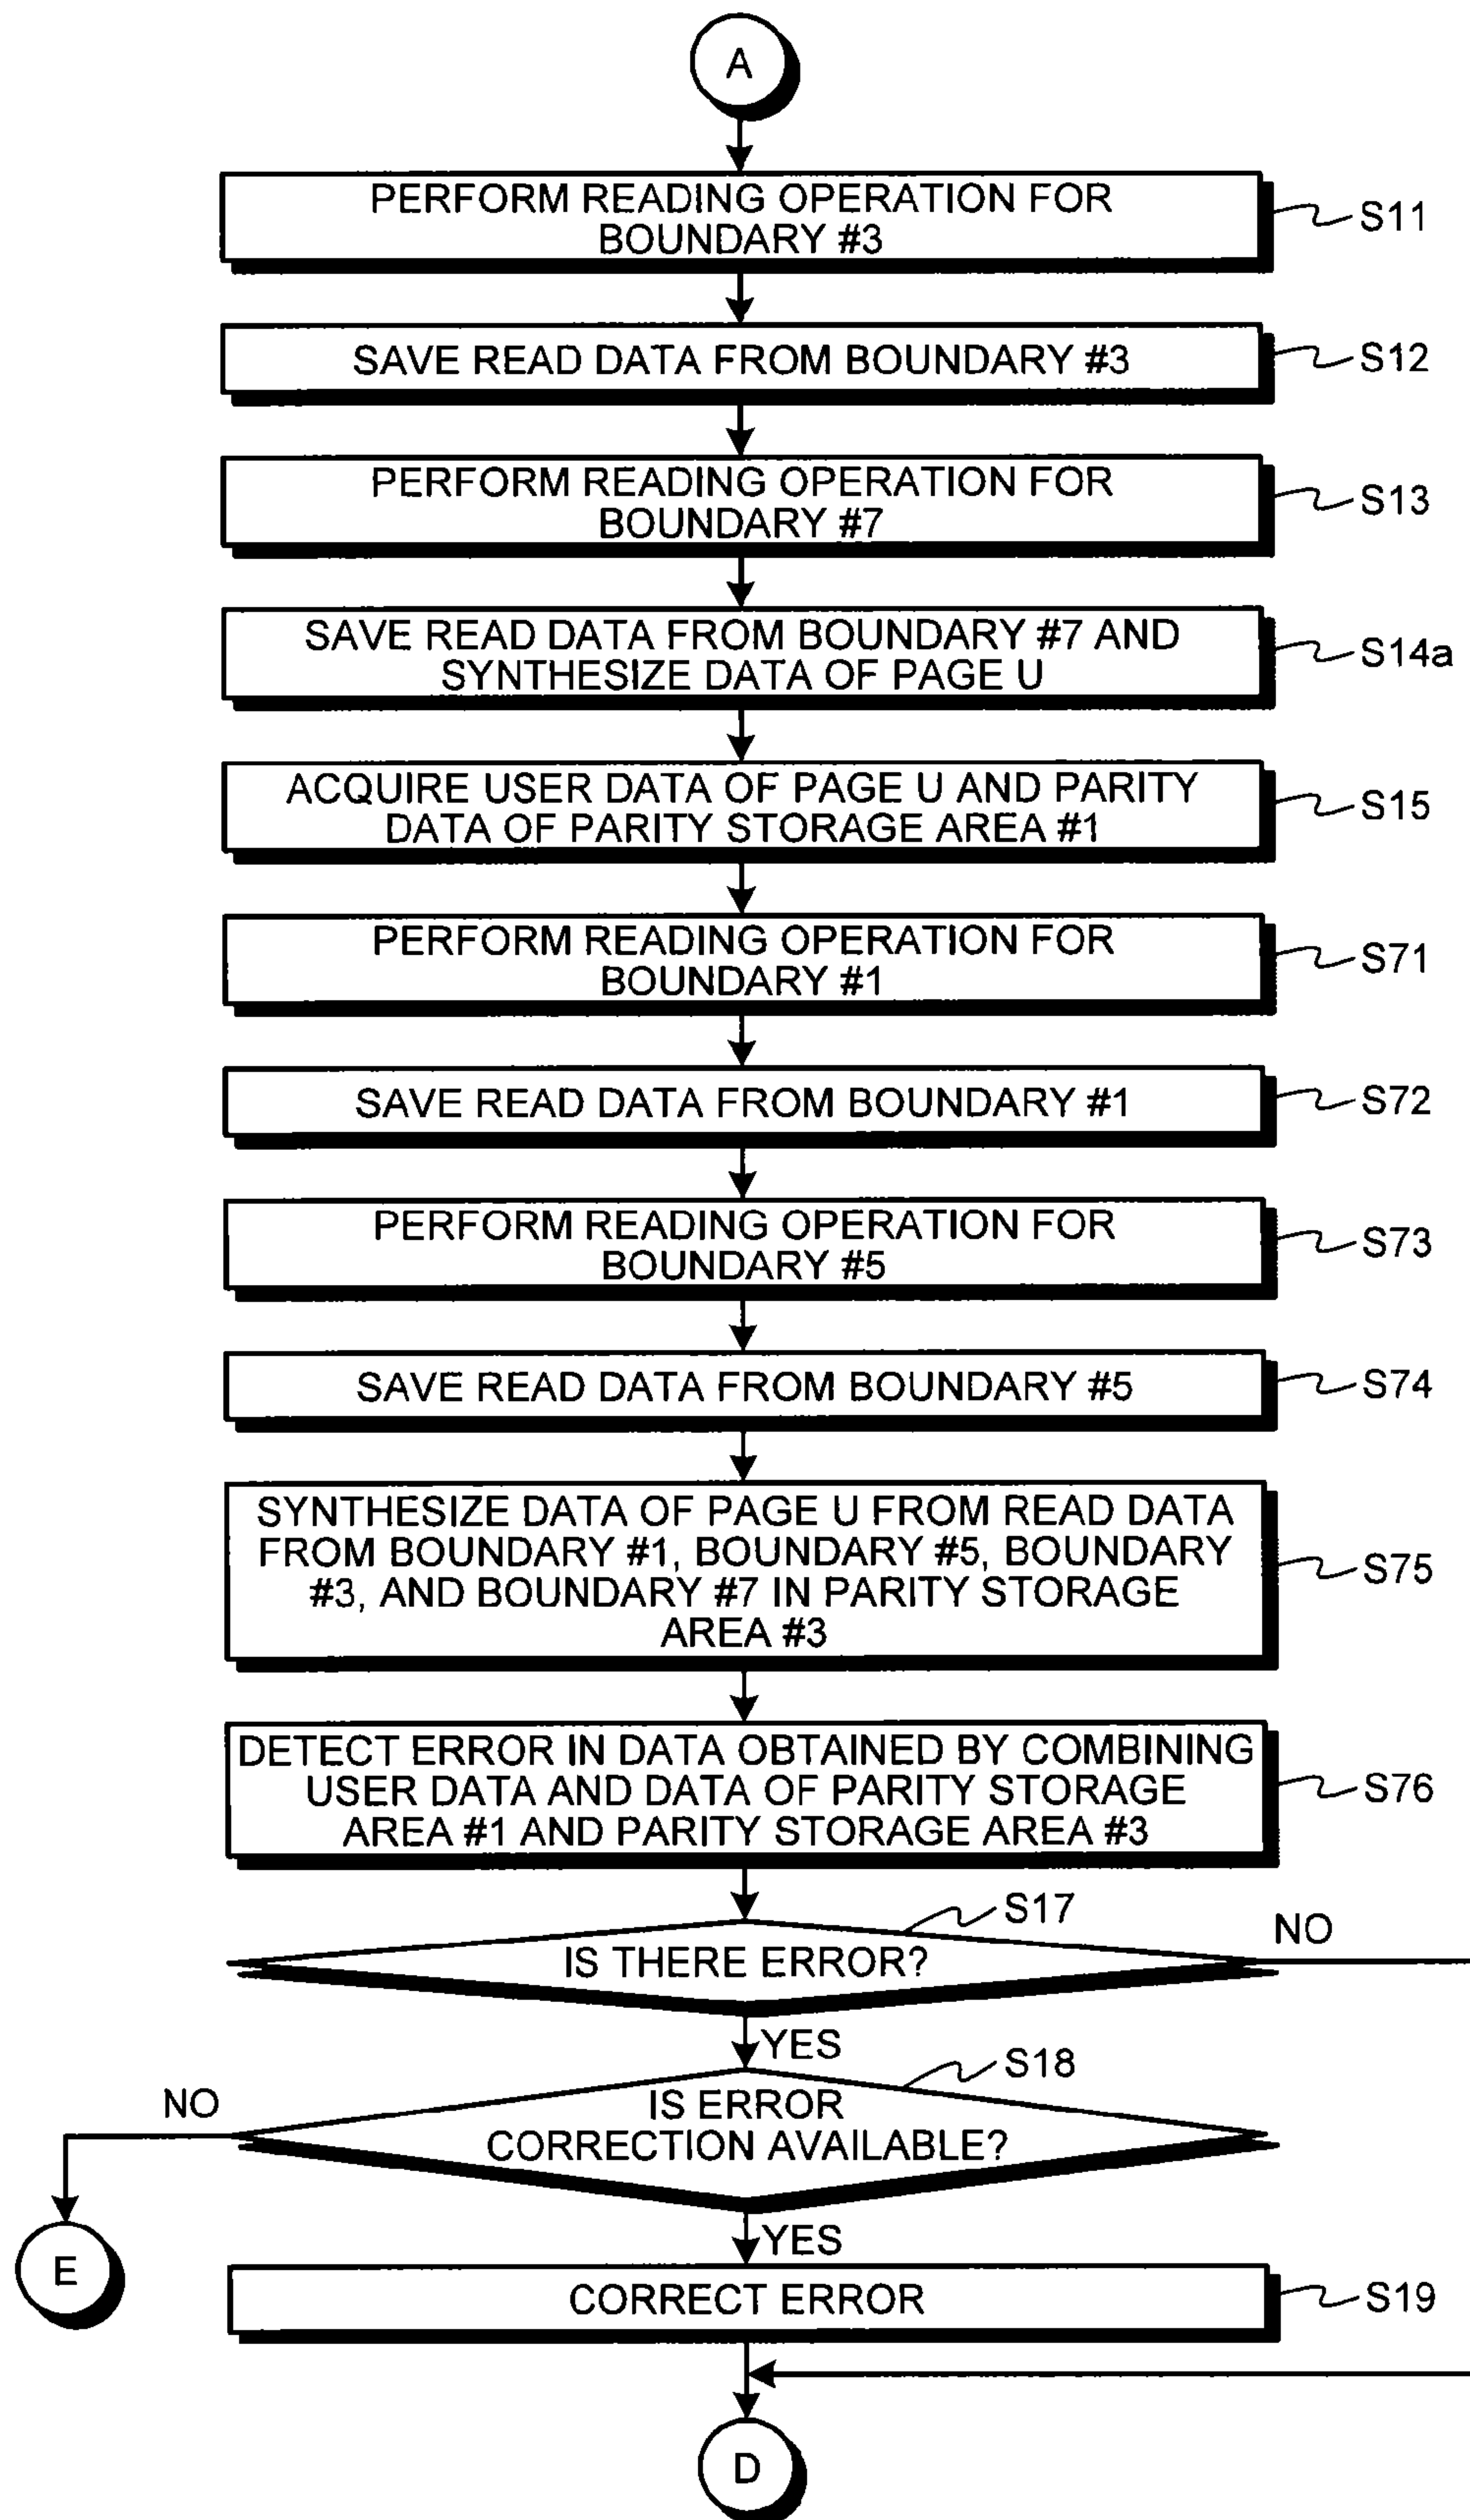 A
PERFORM READING OPERATION FOR
BOUNDARY #3
S11
SAVE READ DATA FROM BOUNDARY #3
S12
PERFORM READING OPERATION FOR
BOUNDARY #7
S13
SAVE READ DATA FROM BOUNDARY #7 AND
SYNTHESIZE DATA OF PAGE U
S14a
ACQUIRE USER DATA OF PAGE U AND PARITY
DATA OF PARITY STORAGE AREA #1
S15
PERFORM READING OPERATION FOR
BOUNDARY #1
S71
SAVE READ DATA FROM BOUNDARY #1
S72
PERFORM READING OPERATION FOR
BOUNDARY #5
S73
SAVE READ DATA FROM BOUNDARY #5
S74
SYNTHESIZE DATA OF PAGE U FROM READ DATA
FROM BOUNDARY #1, BOUNDARY #5, BOUNDARY
#3, AND BOUNDARY #7 IN PARITY STORAGE
AREA #3
S75
DETECT ERROR IN DATA OBTAINED BY COMBINING
USER DATA AND DATA OF PARITY STORAGE
AREA #1 AND PARITY STORAGE AREA #3
S76
S17
IS THERE ERROR?
NO
YES
S18
IS ERROR
CORRECTION AVAILABLE?
NO
YES
E
CORRECT ERROR
S19
D